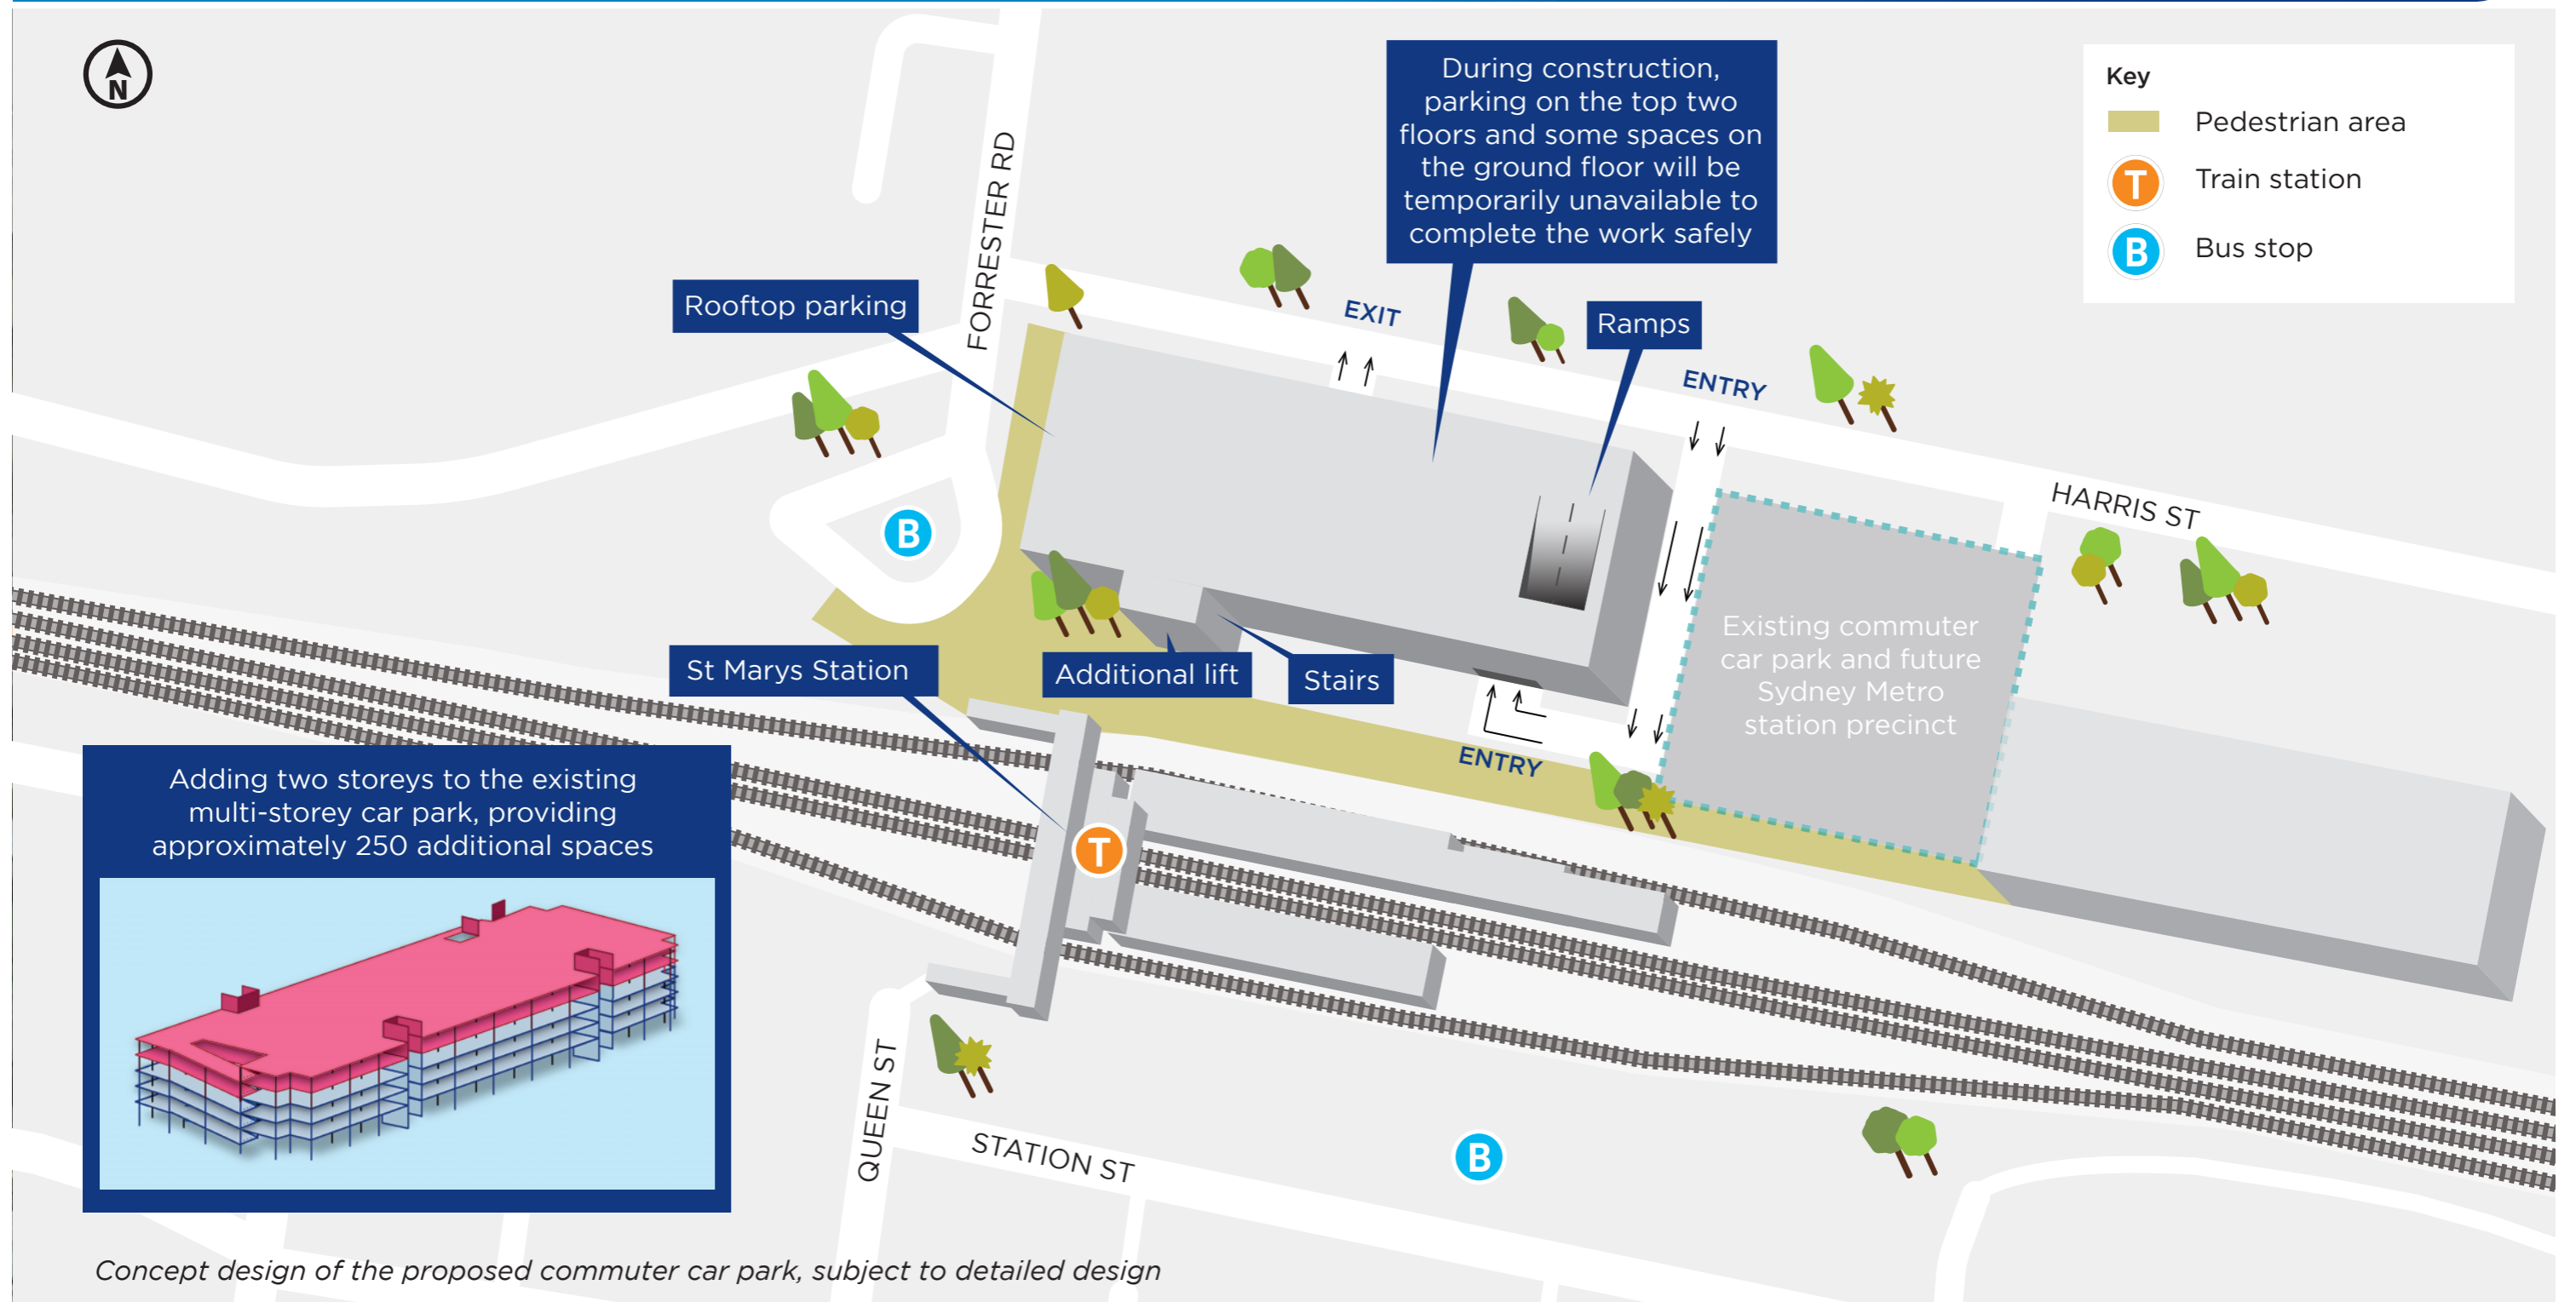 N
During construction,
parking on the top two
floors and some spaces on
the ground floor will be
temporarily unavailable to
complete the work safely
Key
Pedestrian area
T
Train station
B
Bus stop
FORRESTER RD
Rooftop parking
EXIT
Ramps
ENTRY
HARRIS ST
B
Existing commuter
car park and future
Sydney Metro
station precinct
St Marys Station
Additional lift
Stairs
ENTRY
T
Adding two storeys to the existing
multi-storey car park, providing
approximately 250 additional spaces
QUEEN ST
STATION ST
B
Concept design of the proposed commuter car park, subject to detailed design